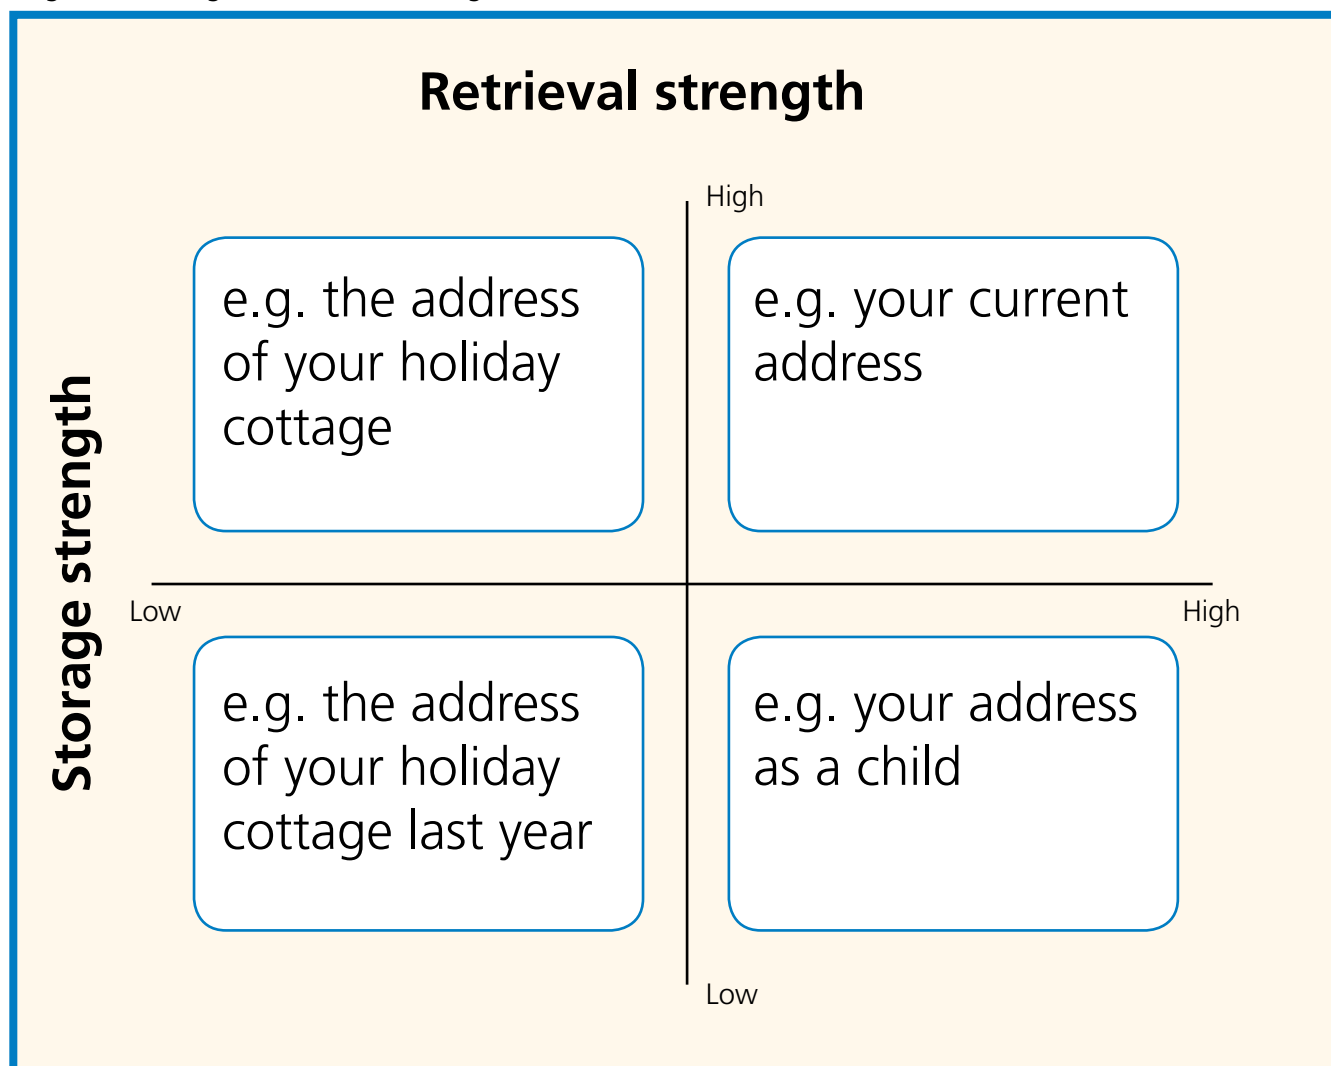 Retrieval strength
High
e.g. the address
of your holiday
cottage
e.g. your current
address
Storage strength
Low
High
e.g. the address
of your holiday
cottage last year
e.g. your address
as a child
Low